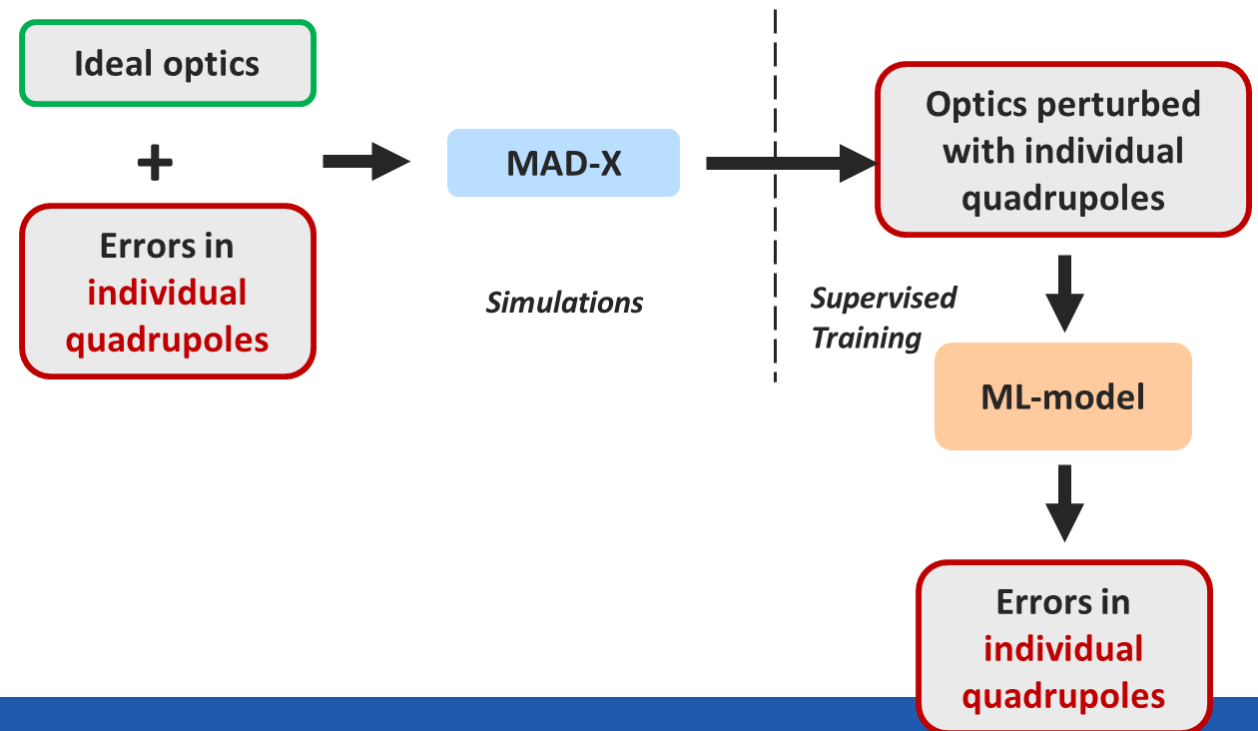 Ideal optics
+
Errors in
individual
quadrupoles
MAD-X
Simulations
Supervised
Training
Optics perturbed
with individual
quadrupoles
ML-model
Errors in
individual
quadrupoles